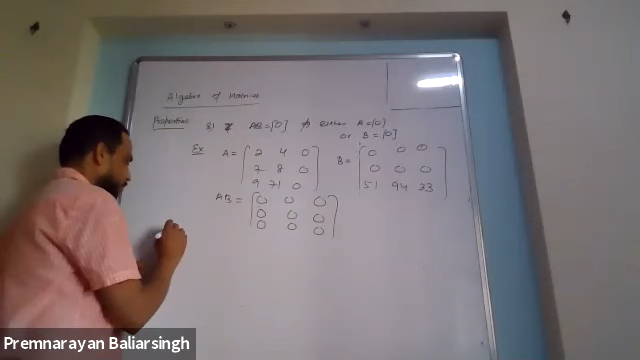 Algebra of Matrices
Properties 8) If AB=[0] ⇏ either A=[0]
or B=[0]
Ex A = [ 2 4 0 B = [ 0 0 0
7 8 0 0 0 0
9 71 0 ] 51 94 23 ]
AB = [ 0 0 0
0 0 0
0 0 0 ]
Premnarayan Baliarsingh